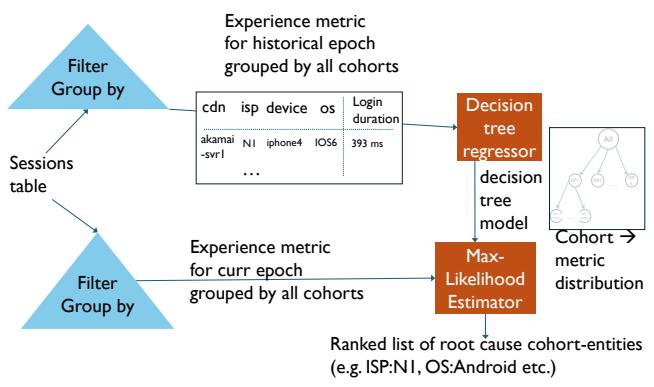 Experience metric
for historical epoch
grouped by all cohorts
Filter
Group by
cdn isp device os Login
duration
akamai
-svr1 N1 iphone4 IOS6 393 ms
...
Decision
tree
regressor
All
Sessions
table
decision
tree
model
Cohort →
metric
distribution
Experience metric
for curr epoch
grouped by all cohorts
Filter
Group by
Max-
Likelihood
Estimator
Ranked list of root cause cohort-entities
(e.g. ISP:N1, OS:Android etc.)